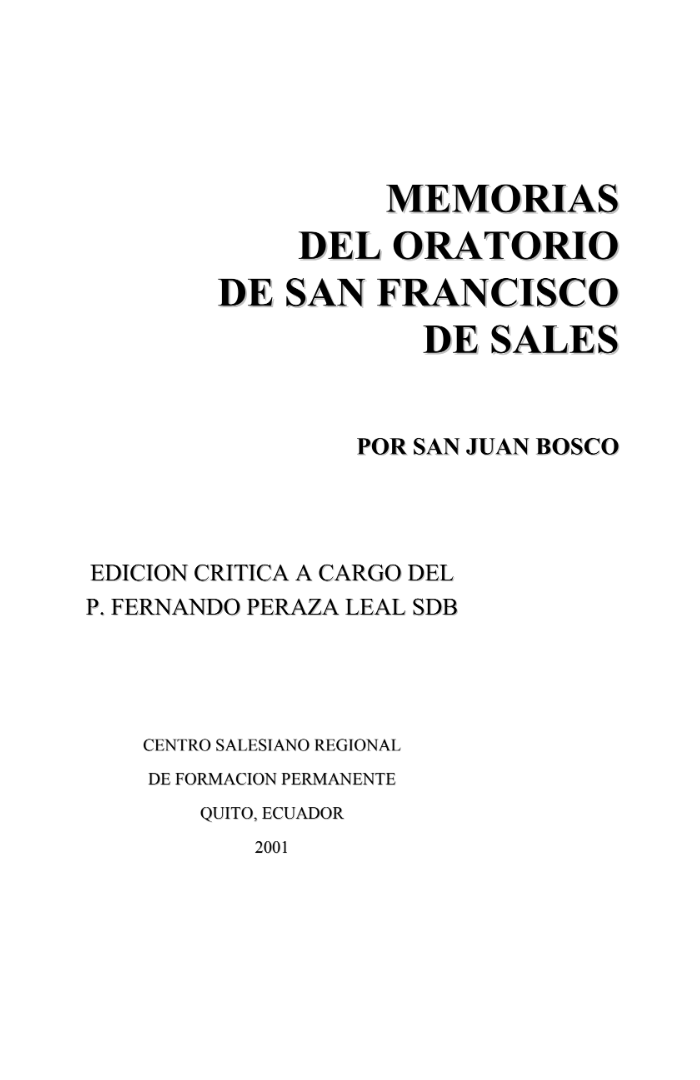 MEMORIAS
DEL ORATORIO
DE SAN FRANCISCO
DE SALES
POR SAN JUAN BOSCO
EDICION CRITICA A CARGO DEL
P. FERNANDO PERAZA LEAL SDB
CENTRO SALESIANO REGIONAL
DE FORMACION PERMANENTE
QUITO, ECUADOR
2001